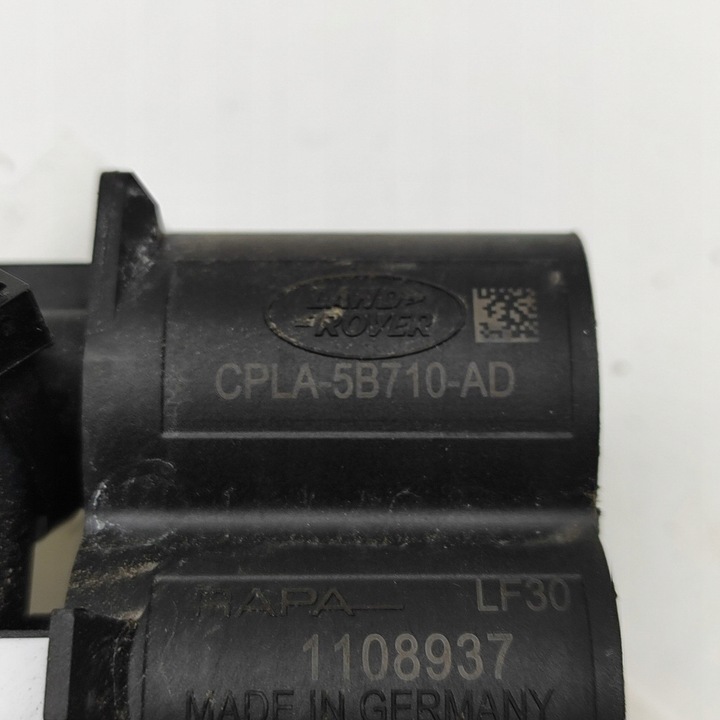 LAND
-ROVER
CPLA-5B710-AD
RAPA LF30
1108937
MADE IN GERMANY